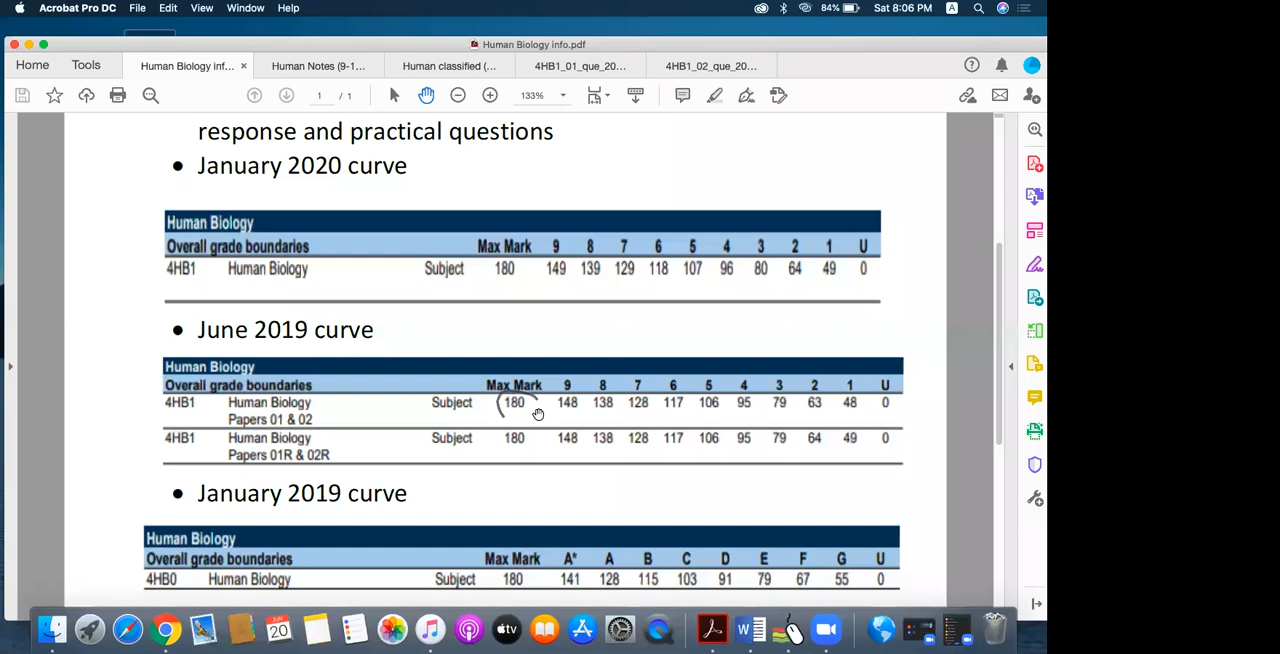 Acrobat Pro DC File Edit View Window Help 84% Sat 8:06 PM A
Human Biology info.pdf
Home Tools Human Biology inf... × Human Notes (9-1... Human classified (... 4HB1_01_que_20... 4HB1_02_que_20...
1 / 1 133%
response and practical questions
• January 2020 curve
Human Biology
Overall grade boundaries Max Mark 9 8 7 6 5 4 3 2 1 U
4HB1 Human Biology Subject 180 149 139 129 118 107 96 80 64 49 0
• June 2019 curve
Human Biology
Overall grade boundaries Max Mark 9 8 7 6 5 4 3 2 1 U
4HB1 Human Biology Subject 180 148 138 128 117 106 95 79 63 48 0
Papers 01 & 02
4HB1 Human Biology Subject 180 148 138 128 117 106 95 79 64 49 0
Papers 01R & 02R
• January 2019 curve
Human Biology
Overall grade boundaries Max Mark A* A B C D E F G U
4HB0 Human Biology Subject 180 141 128 115 103 91 79 67 55 0
JUN
20
tv
W